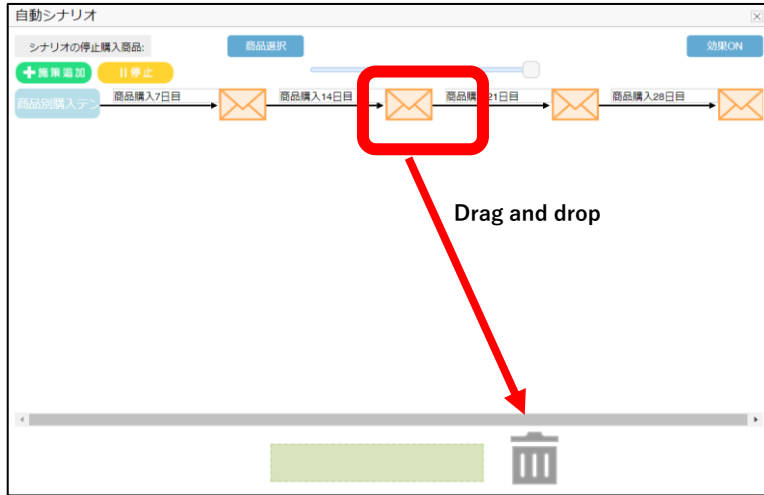 自動シナリオ
シナリオの停止購入商品:
商品選択
効果ON
施策追加
停止
商品別購入テン
商品購入7日目
商品購入14日目
商品購 21日目
商品購入28日目
Drag and drop